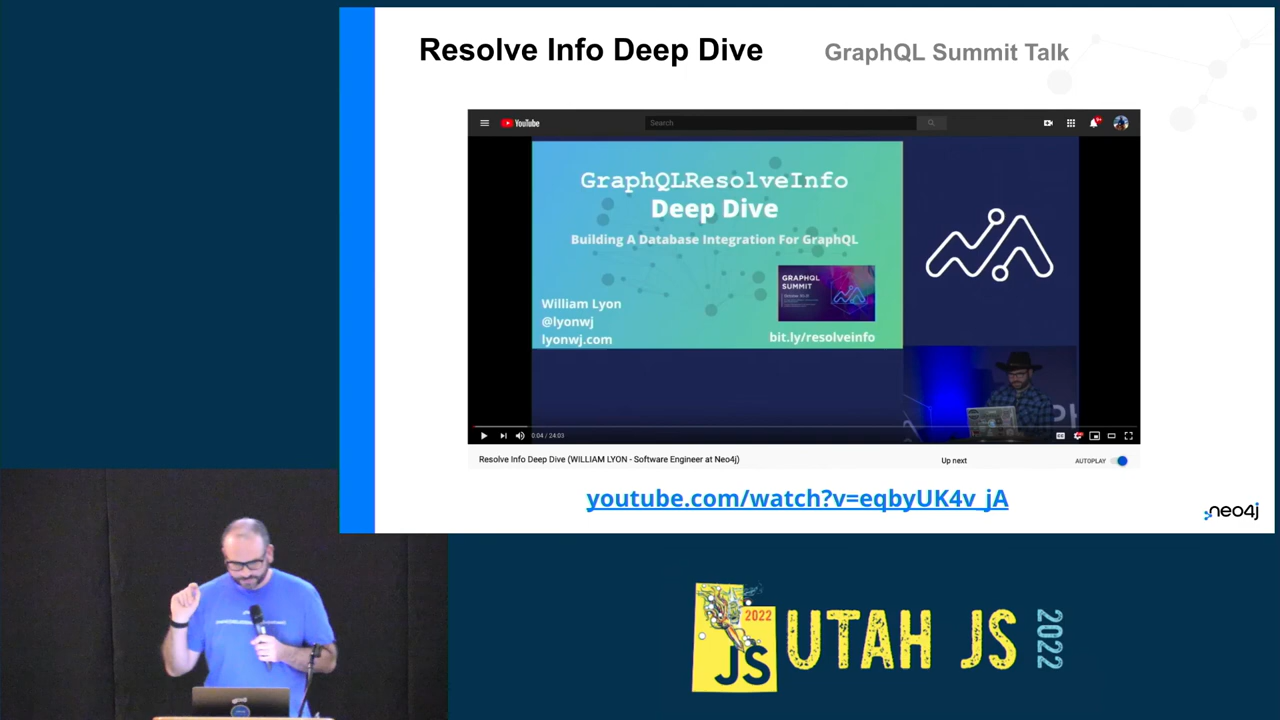 Resolve Info Deep Dive
GraphQL Summit Talk
YouTube
Search
9+
GraphQLResolveInfo
Deep Dive
Building A Database Integration For GraphQL
GRAPHQL
SUMMIT
William Lyon
@lyonwj
lyonwj.com
bit.ly/resolveinfo
0:04 / 24:03
Resolve Info Deep Dive (WILLIAM LYON - Software Engineer at Neo4j)
Up next
AUTOPLAY
youtube.com/watch?v=eqbyUK4v_jA
neo4j
2022
JS
UTAH JS
2022